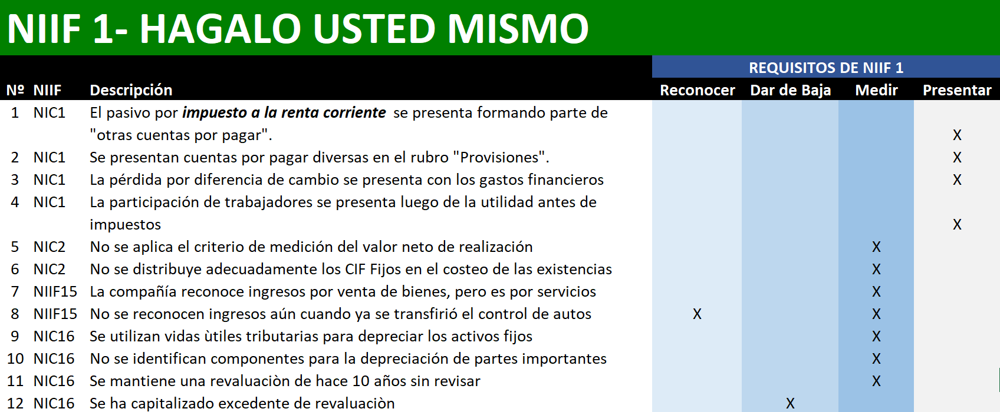 NIIF 1- HAGALO USTED MISMO
REQUISITOS DE NIIF 1
Nº NIIF Descripción Reconocer Dar de Baja Medir Presentar
1 NIC1 El pasivo por impuesto a la renta corriente se presenta formando parte de
"otras cuentas por pagar". X
2 NIC1 Se presentan cuentas por pagar diversas en el rubro "Provisiones". X
3 NIC1 La pérdida por diferencia de cambio se presenta con los gastos financieros X
4 NIC1 La participación de trabajadores se presenta luego de la utilidad antes de
impuestos X
5 NIC2 No se aplica el criterio de medición del valor neto de realización X
6 NIC2 No se distribuye adecuadamente los CIF Fijos en el costeo de las existencias X
7 NIIF15 La compañía reconoce ingresos por venta de bienes, pero es por servicios X
8 NIIF15 No se reconocen ingresos aún cuando ya se transfirió el control de autos X X
9 NIC16 Se utilizan vidas ùtiles tributarias para depreciar los activos fijos X
10 NIC16 No se identifican componentes para la depreciación de partes importantes X
11 NIC16 Se mantiene una revaluaciòn de hace 10 años sin revisar X
12 NIC16 Se ha capitalizado excedente de revaluaciòn X